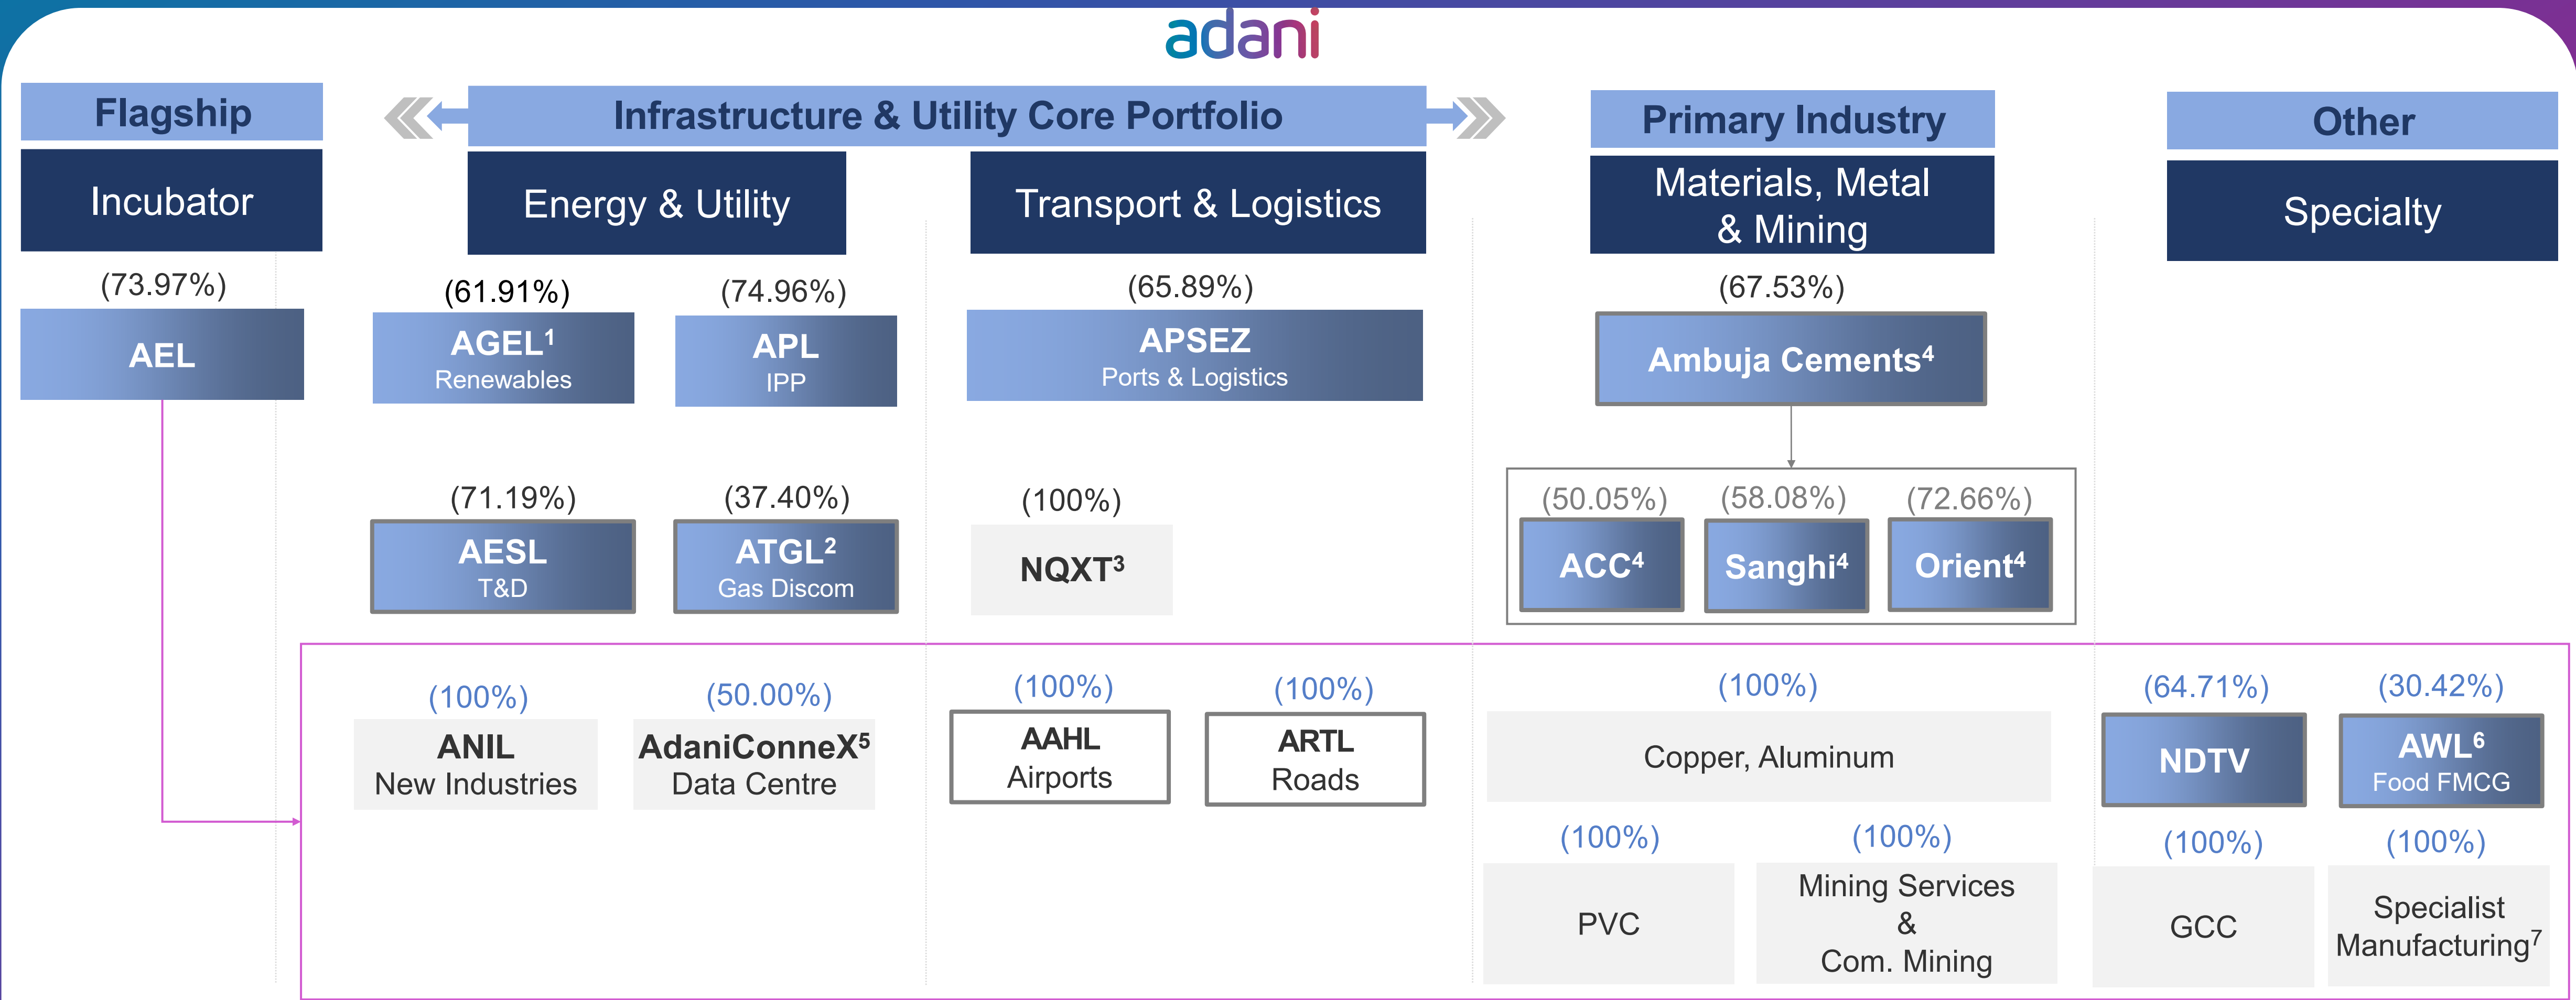 adani
Flagship
Infrastructure & Utility Core Portfolio
Primary Industry
Other
Incubator
Energy & Utility
Transport & Logistics
Materials, Metal
& Mining
Specialty
(73.97%)
AEL
(61.91%)
AGEL¹
Renewables
(74.96%)
APL
IPP
(65.89%)
APSEZ
Ports & Logistics
(67.53%)
Ambuja Cements⁴
(71.19%)
AESL
T&D
(37.40%)
ATGL²
Gas Discom
(100%)
NQXT³
(50.05%)
ACC⁴
(58.08%)
Sanghi⁴
(72.66%)
Orient⁴
(100%)
ANIL
New Industries
(50.00%)
AdaniConneX⁵
Data Centre
(100%)
AAHL
Airports
(100%)
ARTL
Roads
(100%)
Copper, Aluminum
(64.71%)
NDTV
(30.42%)
AWL⁶
Food FMCG
(100%)
PVC
(100%)
Mining Services
&
Com. Mining
(100%)
GCC
(100%)
Specialist
Manufacturing⁷